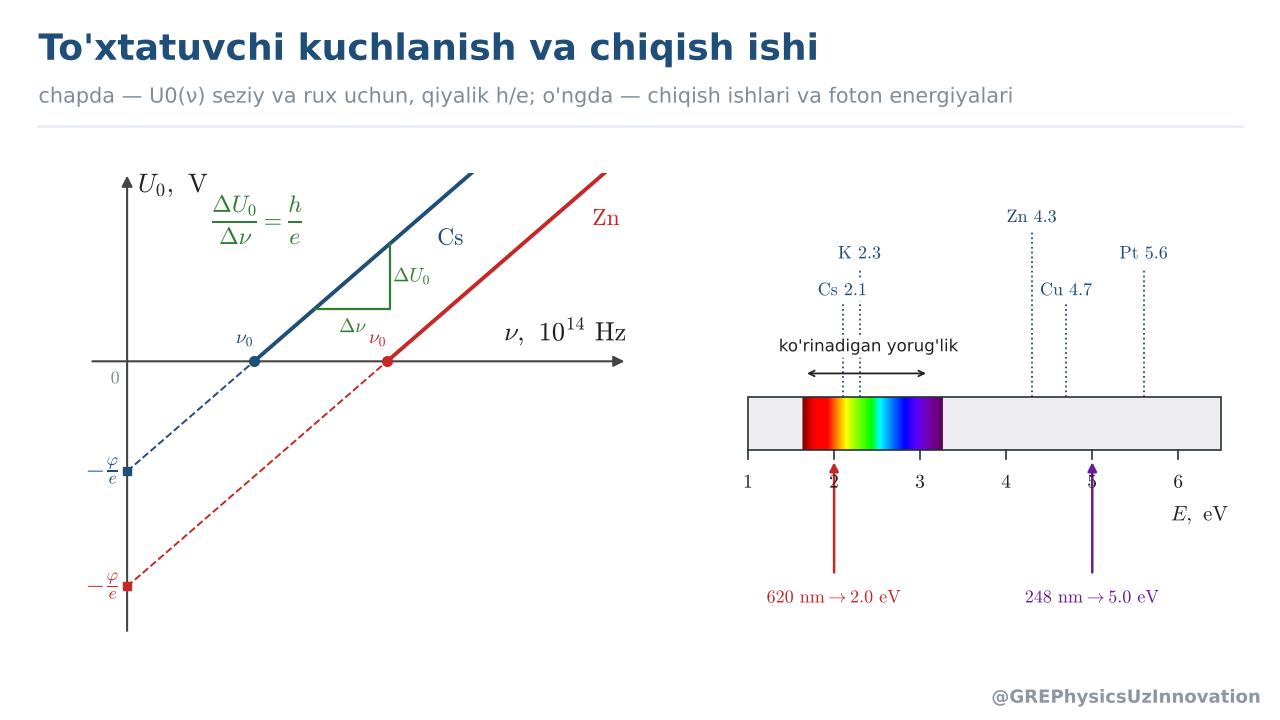 To'xtatuvchi kuchlanish va chiqish ishi
chapda — U0(ν) seziy va rux uchun, qiyalik h/e; o'ngda — chiqish ishlari va foton energiyalari
U₀, V
ΔU₀/Δν = h/e
Cs
Zn
ΔU₀
Δν
ν₀
ν₀
ν, 10¹⁴ Hz
0
−φ/e
−φ/e
Zn 4.3
K 2.3
Pt 5.6
Cs 2.1
Cu 4.7
ko'rinadigan yorug'lik
1 2 3 4 5 6
E, eV
620 nm → 2.0 eV
248 nm → 5.0 eV
@GREPhysicsUzInnovation